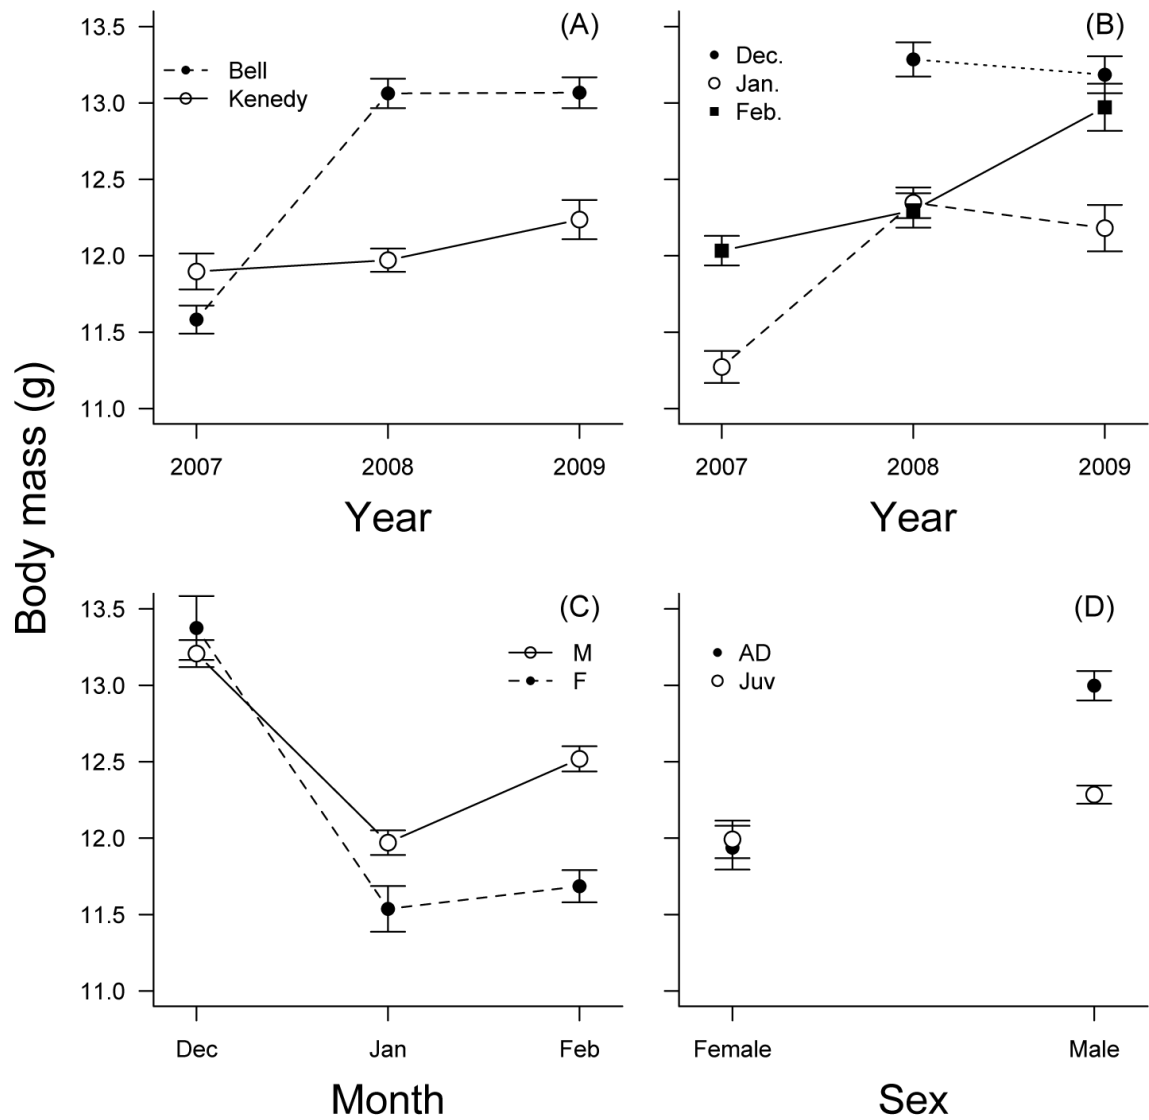 Body mass (g)
(A)
Bell
Kenedy
13.5
13.0
12.5
12.0
11.5
11.0
2007 2008 2009
Year
(B)
Dec.
Jan.
Feb.
2007 2008 2009
Year
(C)
M
F
13.5
13.0
12.5
12.0
11.5
11.0
Dec Jan Feb
Month
(D)
AD
Juv
Female Male
Sex